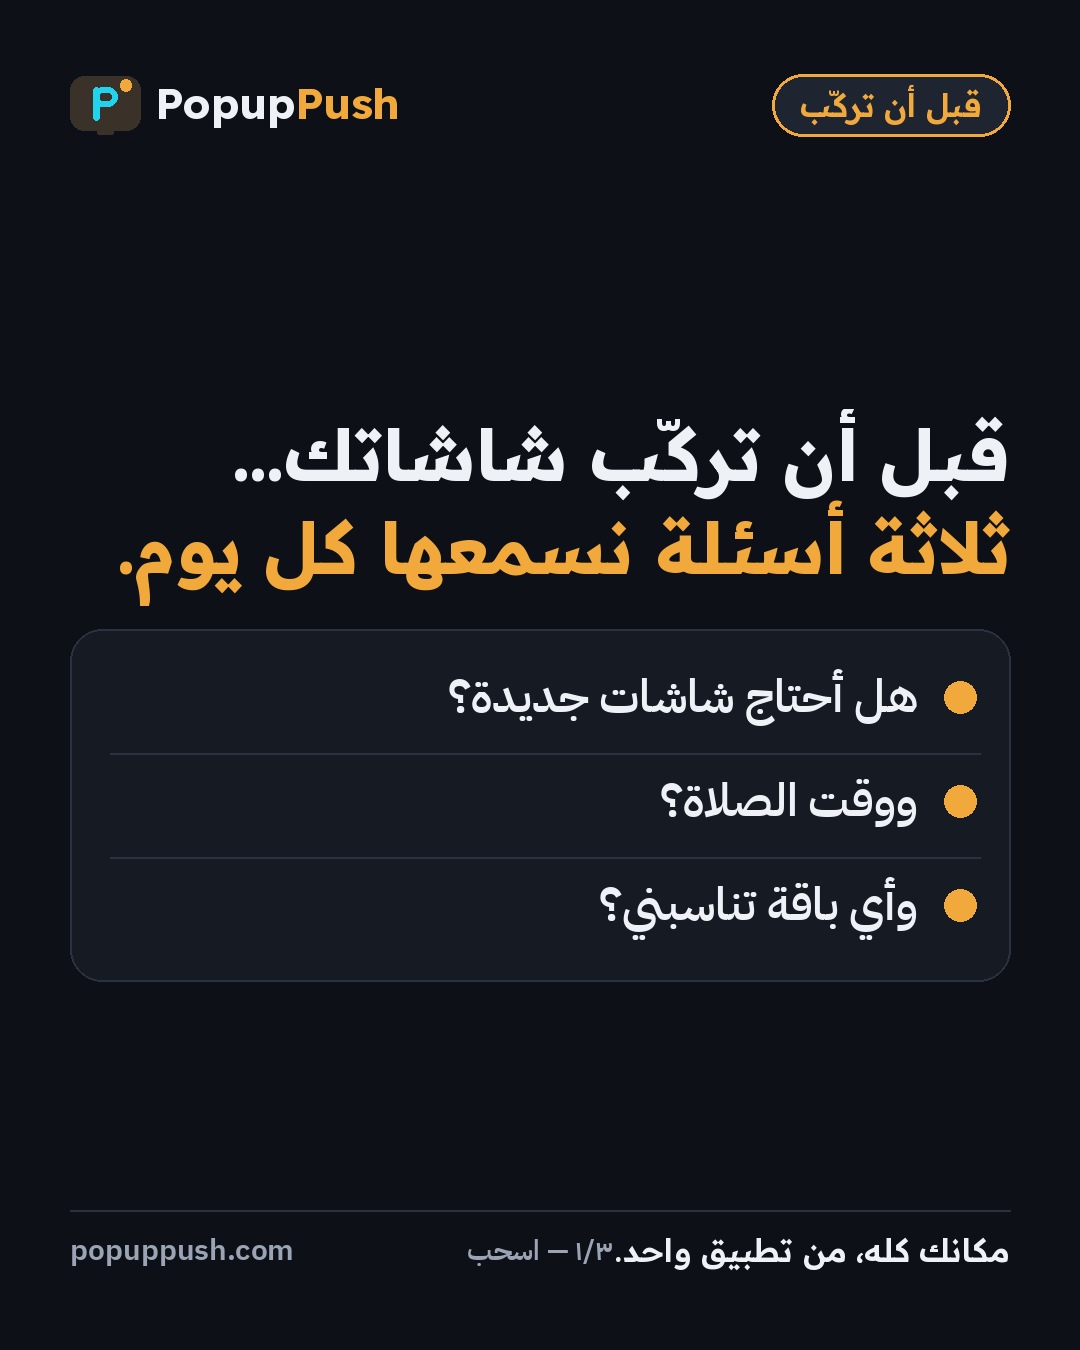 PopupPush
قبل أن تركّب
قبل أن تركّب شاشاتك...
ثلاثة أسئلة نسمعها كل يوم.
هل أحتاج شاشات جديدة؟
ووقت الصلاة؟
وأي باقة تناسبني؟
مكانك كله، من تطبيق واحد.
١/٣ — اسحب
popuppush.com